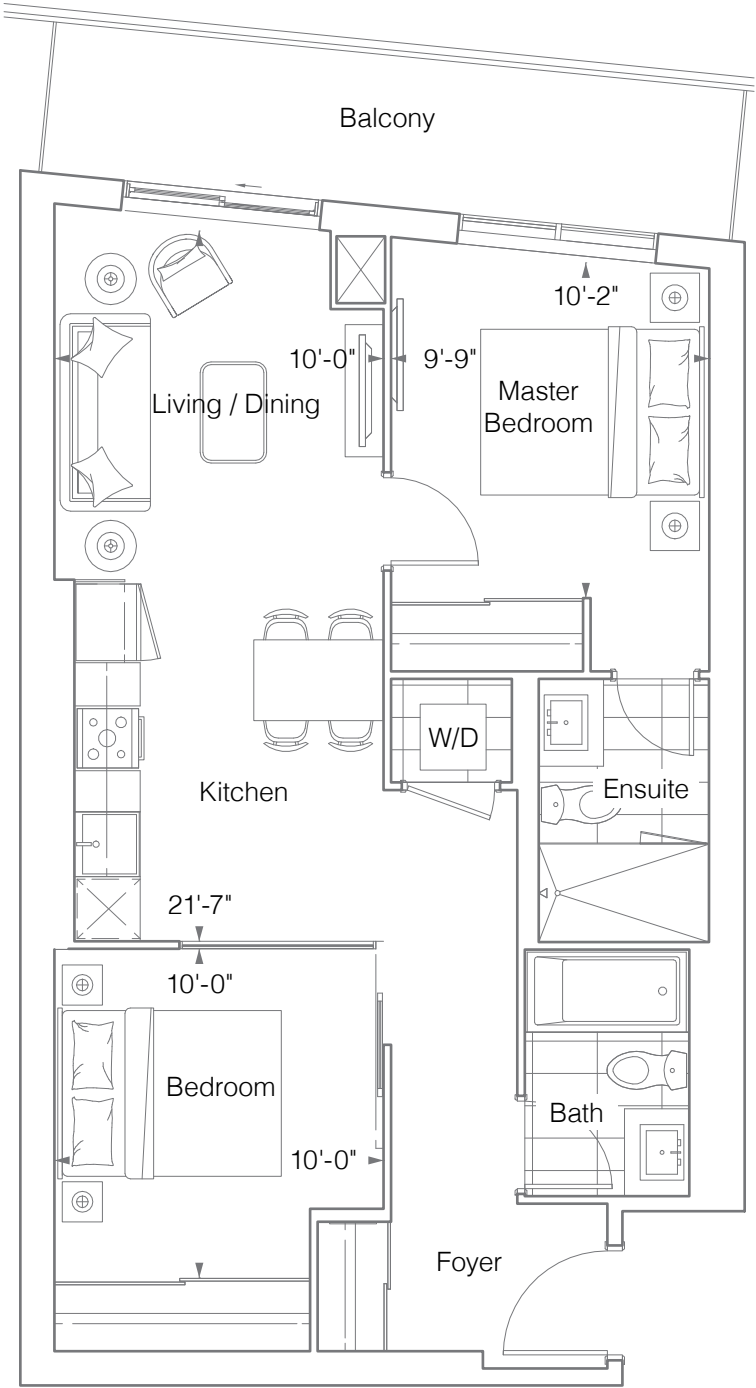 Balcony
10'-2"
10'-0"
9'-9"
Living / Dining
Master
Bedroom
W/D
Kitchen
Ensuite
21'-7"
10'-0"
Bedroom
Bath
10'-0"
Foyer